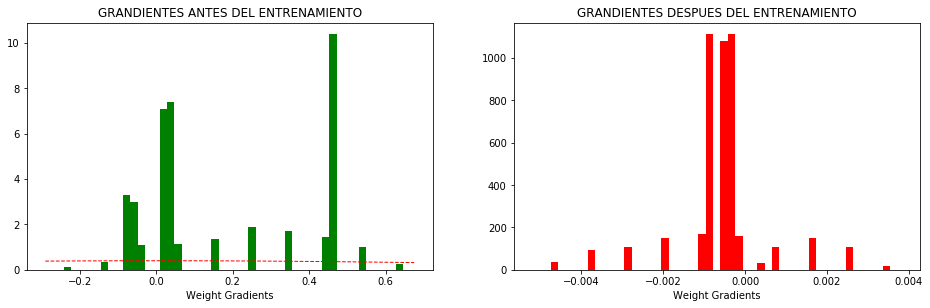 GRANDIENTES ANTES DEL ENTRENAMIENTO
10
8
6
4
2
0
−0.2 0.0 0.2 0.4 0.6
Weight Gradients
GRANDIENTES DESPUES DEL ENTRENAMIENTO
1000
800
600
400
200
0
−0.004 −0.002 0.000 0.002 0.004
Weight Gradients